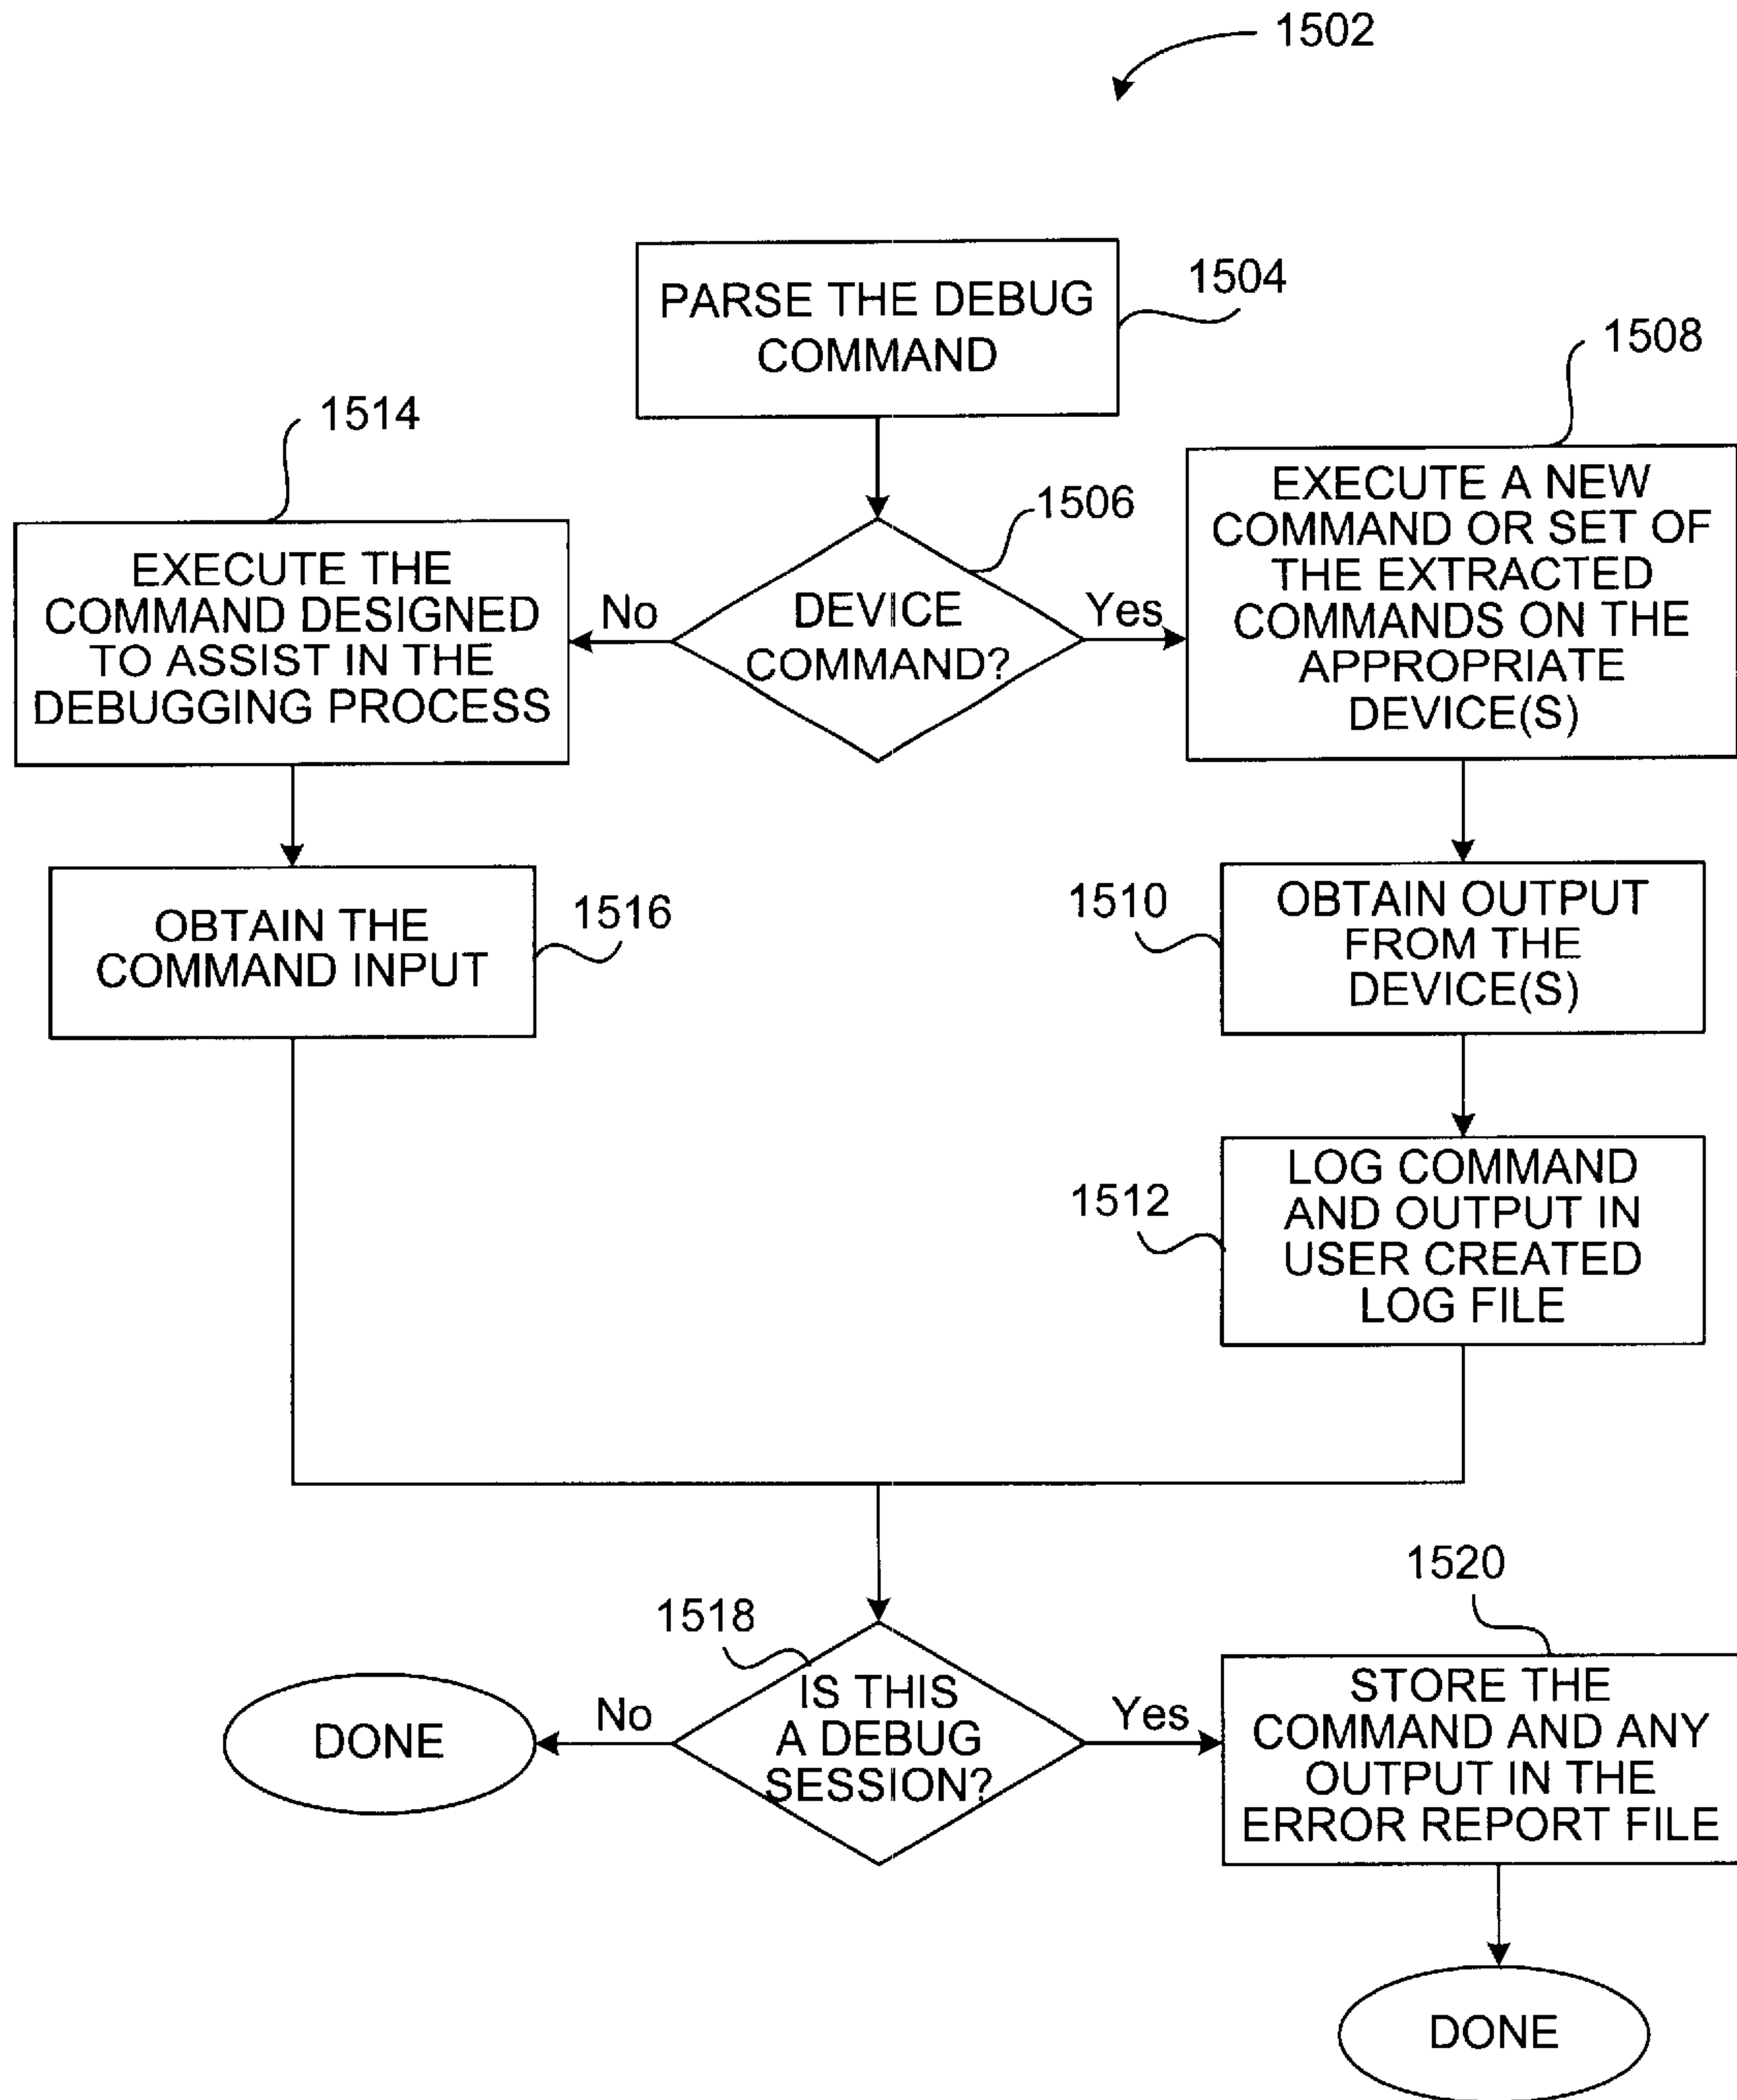 1502
PARSE THE DEBUG
COMMAND
1504
1508
1514
1506
EXECUTE A NEW
COMMAND OR SET OF
THE EXTRACTED
COMMANDS ON THE
APPROPRIATE
DEVICE(S)
EXECUTE THE
COMMAND DESIGNED
TO ASSIST IN THE
DEBUGGING PROCESS
No
DEVICE
COMMAND?
Yes
OBTAIN THE
COMMAND INPUT
1516
1510
OBTAIN OUTPUT
FROM THE
DEVICE(S)
1512
LOG COMMAND
AND OUTPUT IN
USER CREATED
LOG FILE
1520
1518
DONE
No
IS THIS
A DEBUG
SESSION?
Yes
STORE THE
COMMAND AND ANY
OUTPUT IN THE
ERROR REPORT FILE
DONE